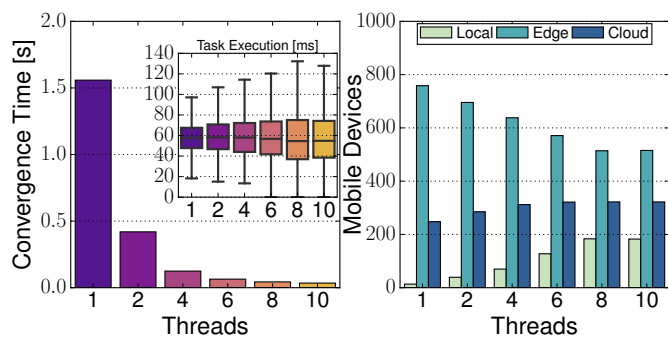 Convergence Time [s]
2.0
1.5
1.0
0.5
0.0
1 2 4 6 8 10
Threads
Task Execution [ms]
140
120
100
80
60
40
20
0
1 2 4 6 8 10
Mobile Devices
1000
800
600
400
200
0
Local Edge Cloud
1 2 4 6 8 10
Threads